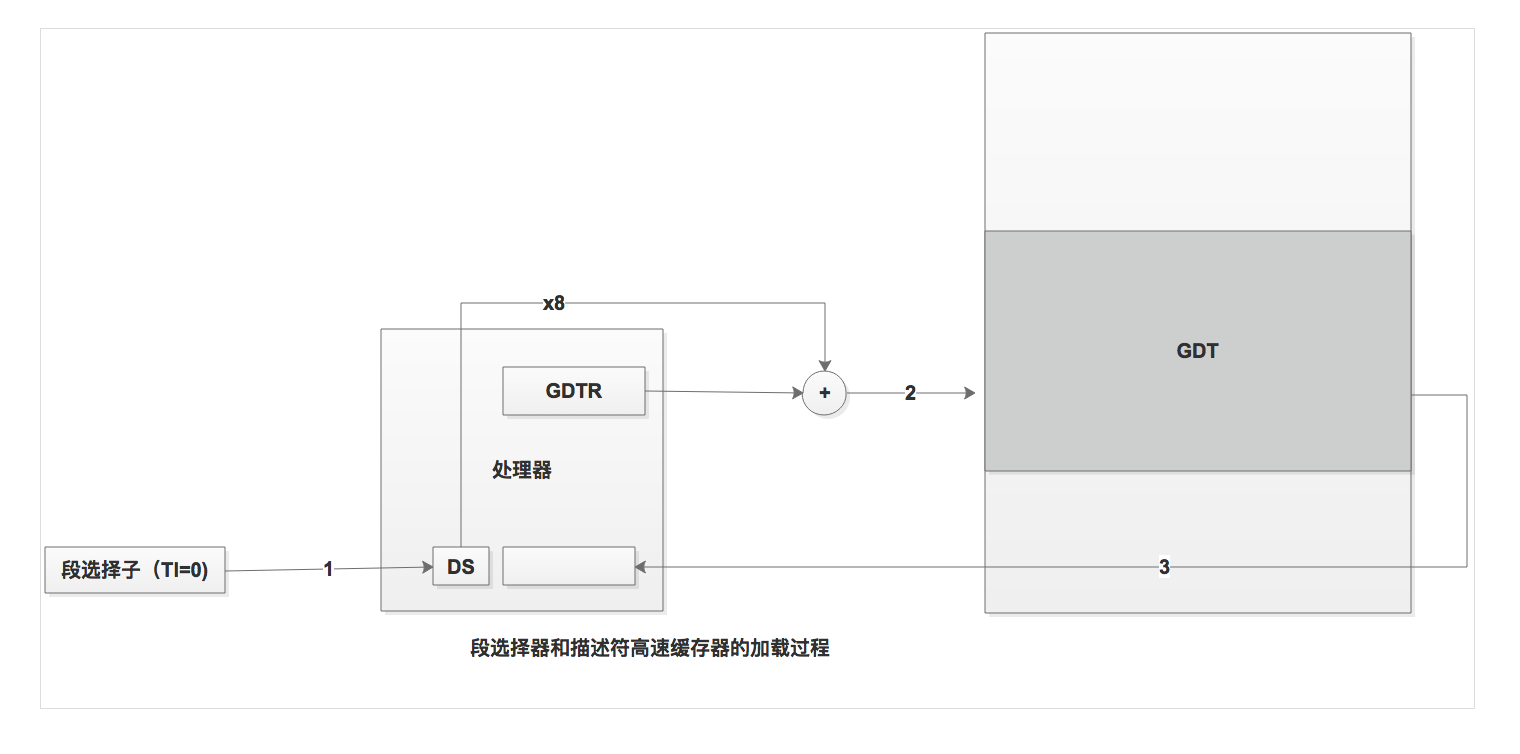 x8
GDTR
+
2
GDT
处理器
段选择子（TI=0)
1
DS
3
段选择器和描述符高速缓存器的加载过程